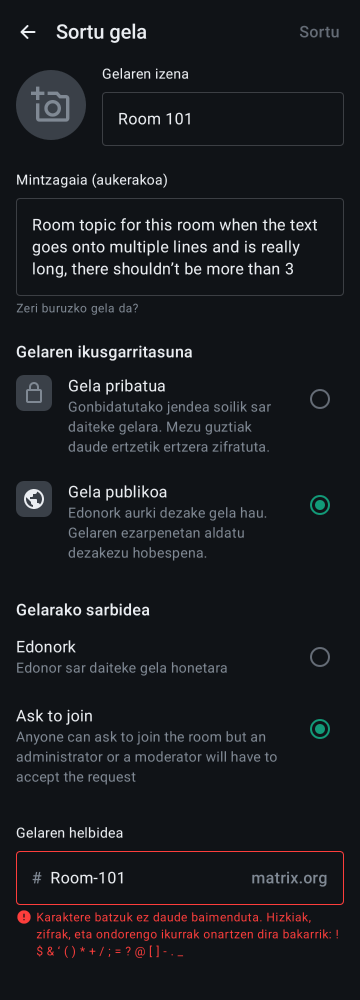 Sortu gela
Sortu
Gelaren izena
Room 101
Mintzagaia (aukerakoa)
Room topic for this room when the text
goes onto multiple lines and is really
long, there shouldn’t be more than 3
Zeri buruzko gela da?
Gelaren ikusgarritasuna
Gela pribatua
Gonbidatutako jendea soilik sar
daiteke gelara. Mezu guztiak
daude ertzetik ertzera zifratuta.
Gela publikoa
Edonork aurki dezake gela hau.
Gelaren ezarpenetan aldatu
dezakezu hobespena.
Gelarako sarbidea
Edonork
Edonor sar daiteke gela honetara
Ask to join
Anyone can ask to join the room but an
administrator or a moderator will have to
accept the request
Gelaren helbidea
# Room-101 matrix.org
Karaktere batzuk ez daude baimenduta. Hizkiak,
zifrak, eta ondorengo ikurrak onartzen dira bakarrik: !
$ & ' ( ) * + / ; = ? @ [ ] - . _